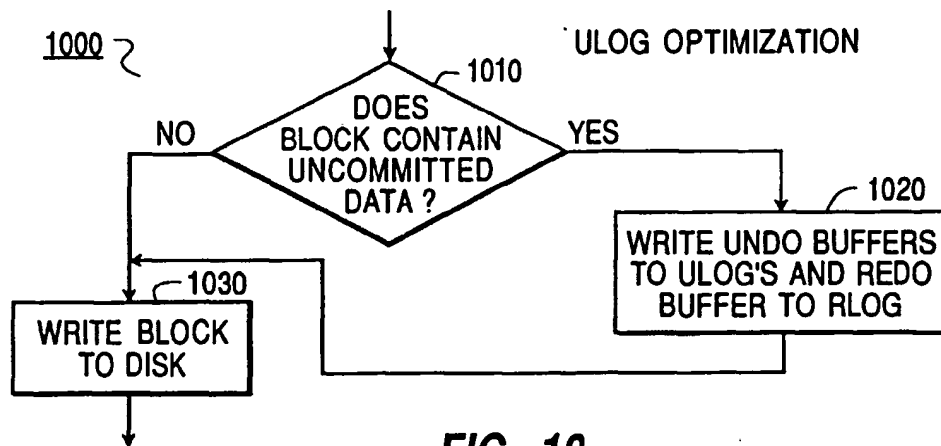 1000
ULOG OPTIMIZATION
1010
DOES
BLOCK CONTAIN
UNCOMMITTED
DATA ?
NO
YES
1020
WRITE UNDO BUFFERS
TO ULOG'S AND REDO
BUFFER TO RLOG
1030
WRITE BLOCK
TO DISK
FIG. 10